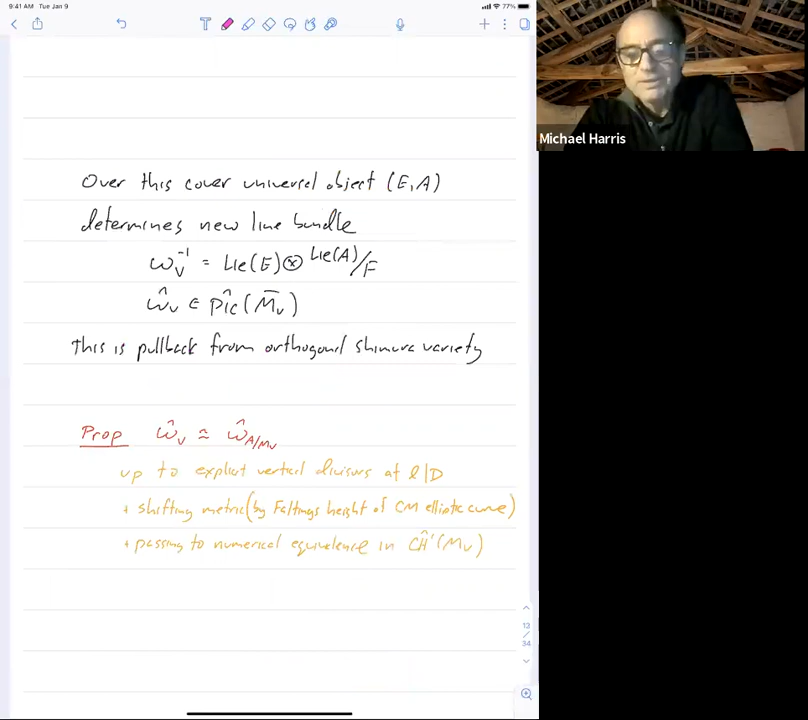 9:41 AM Tue Jan 9
77%
Michael Harris
Over this cover universal object (E, A)
determines new line bundle
ω_V^{-1} = Lie(E) ⊗ Lie(A)/F
ω̂_V ∈ P̂ic(M̄_V)
This is pullback from orthogonal shimura variety
Prop ω̂_V ≈ ω̂_{A/M_V}
up to explicit vertical divisors at ℓ|D
+ shifting metric (by Faltings height of CM elliptic curve)
+ passing to numerical equivalence in ĈH¹(M_V)
13
/
34